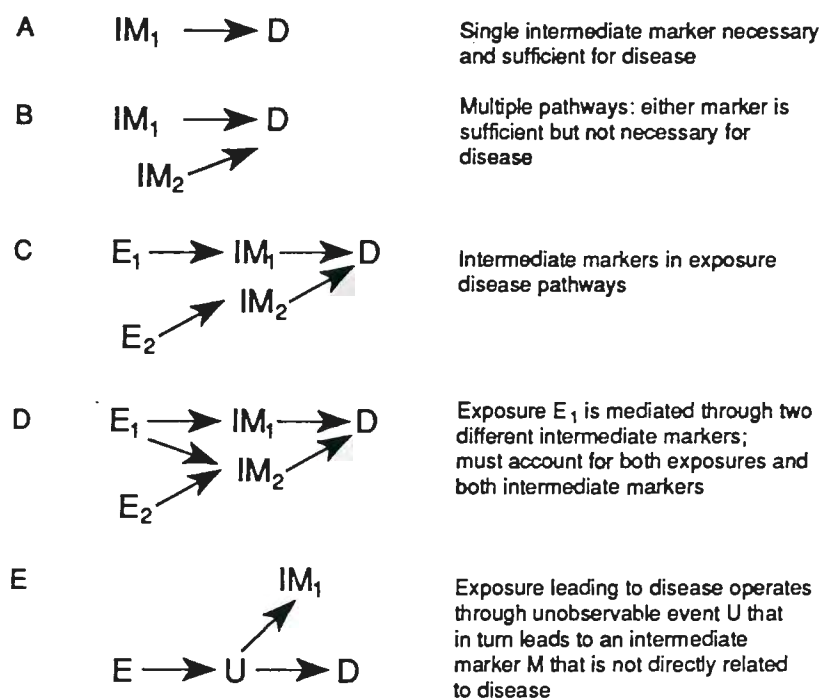 A IM₁ D Single intermediate marker necessary
and sufficient for disease
B IM₁ D Multiple pathways: either marker is
sufficient but not necessary for
IM₂ disease
C E₁ IM₁ D Intermediate markers in exposure
IM₂ disease pathways
E₂
D E₁ IM₁ D Exposure E₁ is mediated through two
different intermediate markers;
IM₂ must account for both exposures and
both intermediate markers
E₂
E IM₁ Exposure leading to disease operates
through unobservable event U that
in turn leads to an intermediate
E U D marker M that is not directly related
to disease